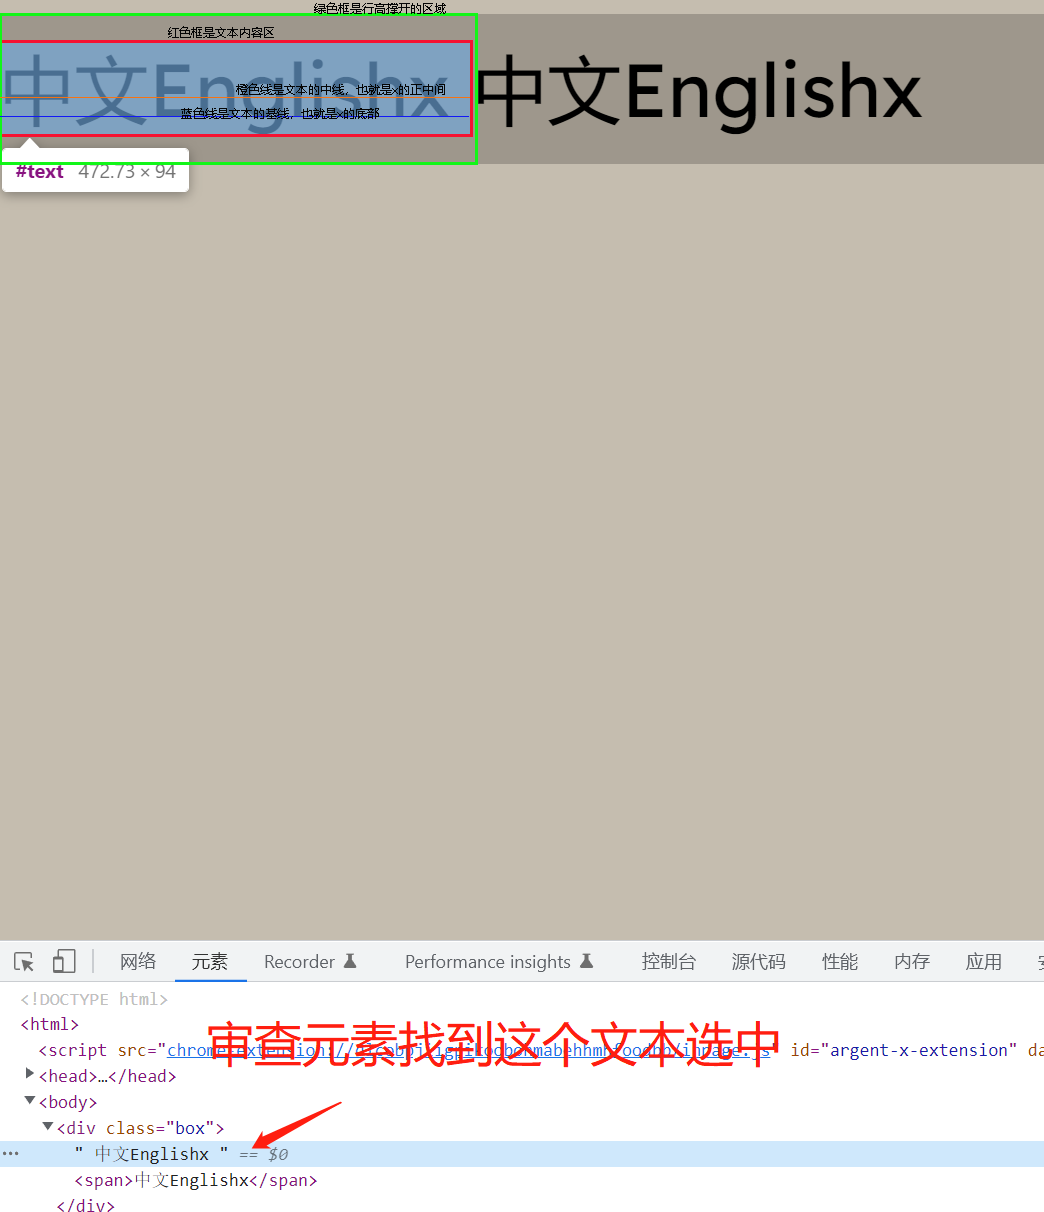 绿色框是行高撑开的区域
红色框是文本内容区
中文Englishx 中文Englishx
橙色线是文本的中线，也就是x的正中间
蓝色线是文本的基线，也就是x的底部
#text 472.73 × 94
网络 元素 Recorder Performance insights 控制台 源代码 性能 内存 应用
<!DOCTYPE html>
<html>
审查元素找到这个文本选中
<script src=" id="argent-x-extension" da
<head>…</head>
<body>
<div class="box">
" 中文Englishx " == $0
<span>中文Englishx</span>
</div>